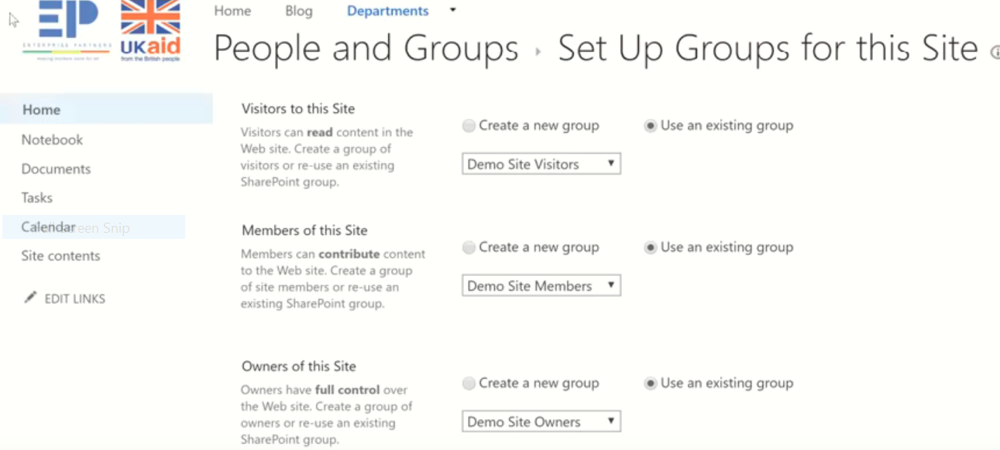 Home Blog Departments
EP
ENTERPRISE PARTNERS
UKaid
from the British people
People and Groups ▸ Set Up Groups for this Site
Home
Notebook
Documents
Tasks
Calendar
Screen Snip
Site contents
EDIT LINKS
Visitors to this Site
Visitors can read content in the
Web site. Create a group of
visitors or re-use an existing
SharePoint group.
Create a new group Use an existing group
Demo Site Visitors
Members of this Site
Members can contribute content
to the Web site. Create a group
of site members or re-use an
existing SharePoint group.
Create a new group Use an existing group
Demo Site Members
Owners of this Site
Owners have full control over
the Web site. Create a group of
owners or re-use an existing
SharePoint group.
Create a new group Use an existing group
Demo Site Owners